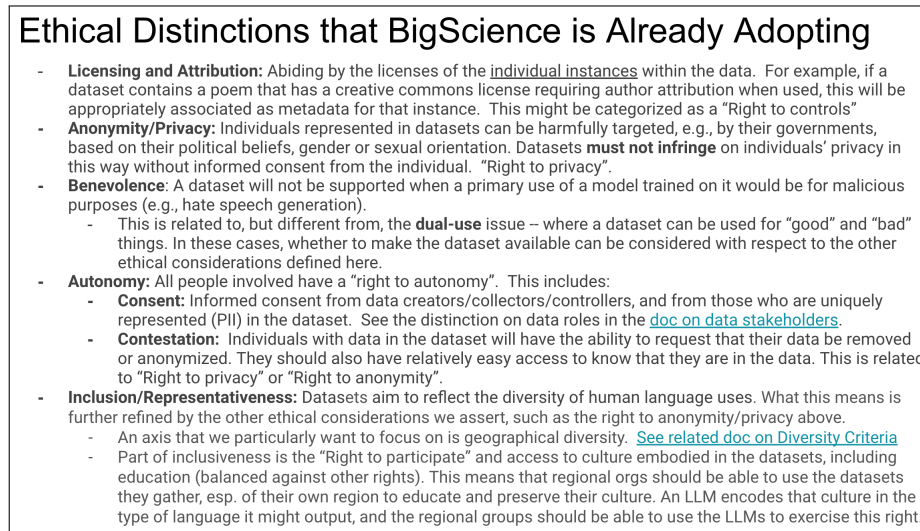 Ethical Distinctions that BigScience is Already Adopting
- Licensing and Attribution: Abiding by the licenses of the individual instances within the data. For example, if a
dataset contains a poem that has a creative commons license requiring author attribution when used, this will be
appropriately associated as metadata for that instance. This might be categorized as a “Right to controls”
- Anonymity/Privacy: Individuals represented in datasets can be harmfully targeted, e.g., by their governments,
based on their political beliefs, gender or sexual orientation. Datasets must not infringe on individuals’ privacy in
this way without informed consent from the individual. “Right to privacy”.
- Benevolence: A dataset will not be supported when a primary use of a model trained on it would be for malicious
purposes (e.g., hate speech generation).
- This is related to, but different from, the dual-use issue -- where a dataset can be used for “good” and “bad”
things. In these cases, whether to make the dataset available can be considered with respect to the other
ethical considerations defined here.
- Autonomy: All people involved have a “right to autonomy”. This includes:
- Consent: Informed consent from data creators/collectors/controllers, and from those who are uniquely
represented (PII) in the dataset. See the distinction on data roles in the doc on data stakeholders.
- Contestation: Individuals with data in the dataset will have the ability to request that their data be removed
or anonymized. They should also have relatively easy access to know that they are in the data. This is related
to “Right to privacy” or “Right to anonymity”.
- Inclusion/Representativeness: Datasets aim to reflect the diversity of human language uses. What this means is
further refined by the other ethical considerations we assert, such as the right to anonymity/privacy above.
- An axis that we particularly want to focus on is geographical diversity. See related doc on Diversity Criteria
- Part of inclusiveness is the “Right to participate” and access to culture embodied in the datasets, including
education (balanced against other rights). This means that regional orgs should be able to use the datasets
they gather, esp. of their own region to educate and preserve their culture. An LLM encodes that culture in the
type of language it might output, and the regional groups should be able to use the LLMs to exercise this right